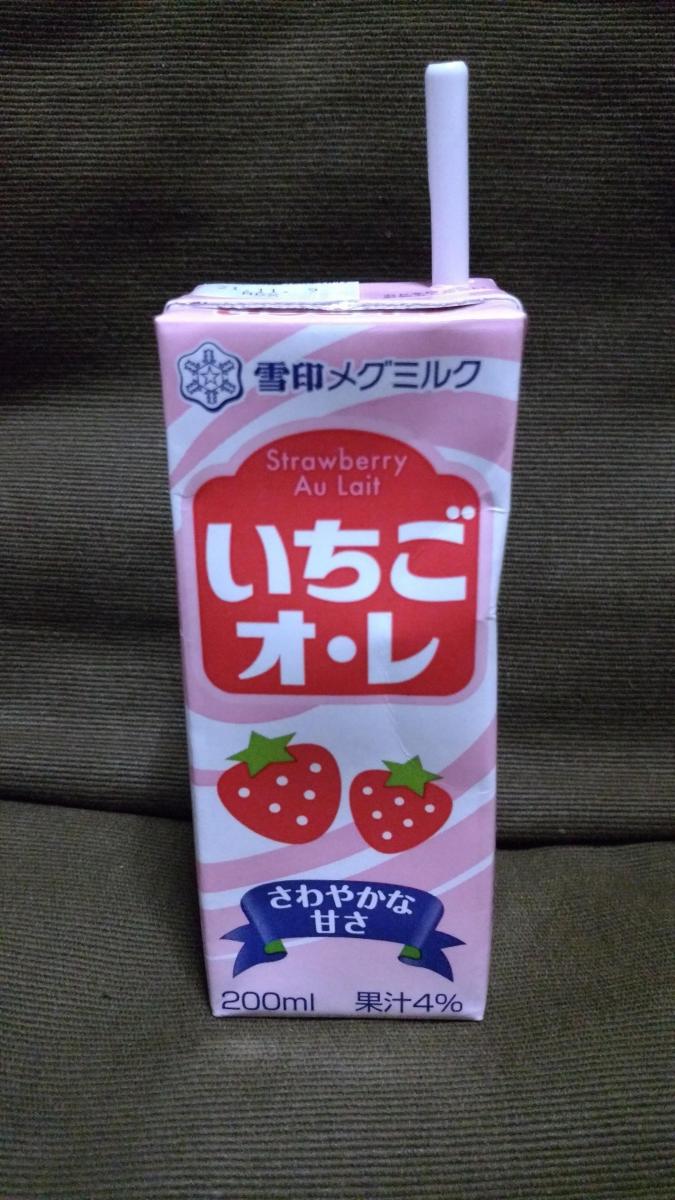 雪印メグミルク
Strawberry
Au Lait
いちご
オ・レ
さわやかな
甘さ
200ml 果汁4%